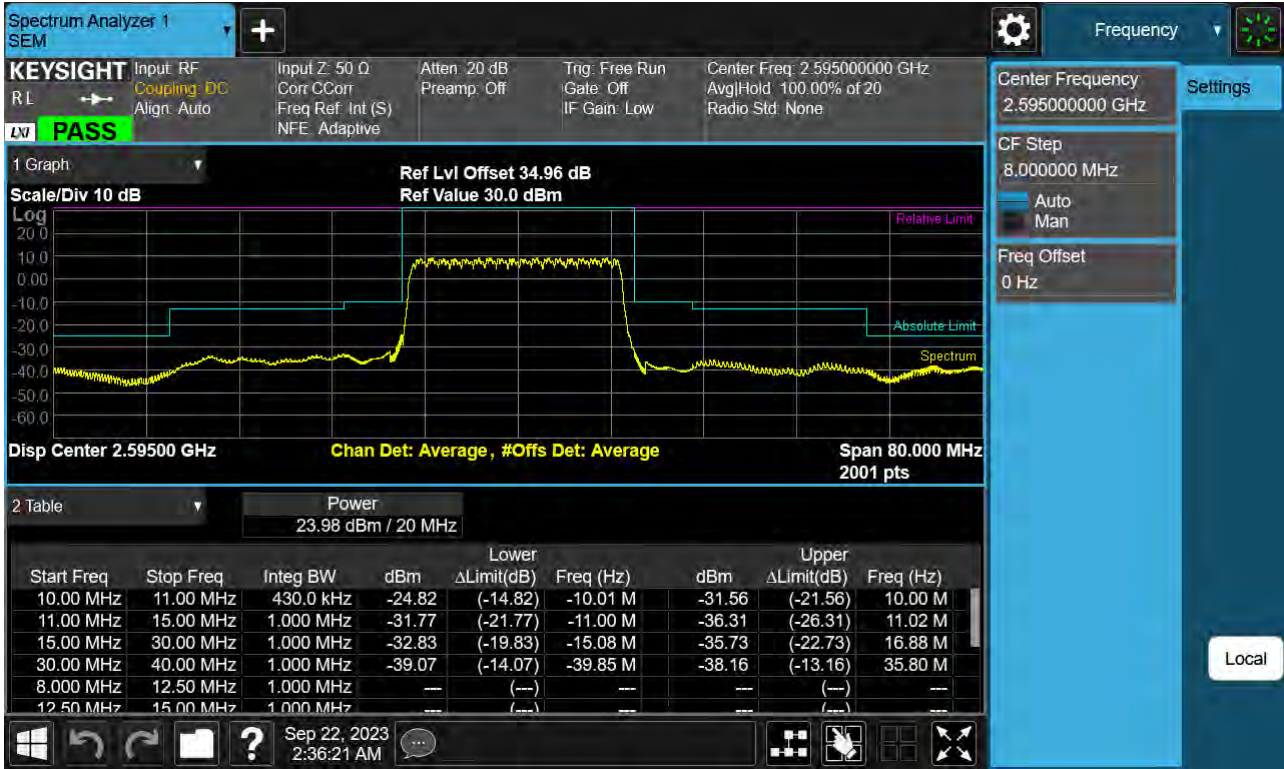 Spectrum Analyzer 1
SEM
+
Frequency
KEYSIGHT
R L
LXI
PASS
Input: RF
Coupling: DC
Align: Auto
Input Z: 50 Ω
Corr CCorr
Freq Ref: Int (S)
NFE: Adaptive
Atten: 20 dB
Preamp: Off
Trig: Free Run
Gate: Off
IF Gain: Low
Center Freq: 2.595000000 GHz
Avg|Hold: 100.00% of 20
Radio Std: None
Center Frequency
2.595000000 GHz
Settings
CF Step
8.000000 MHz
Auto
Man
Freq Offset
0 Hz
Local
1 Graph
Scale/Div 10 dB
Ref Lvl Offset 34.96 dB
Ref Value 30.0 dBm
Log
20.0
10.0
0.00
-10.0
-20.0
-30.0
-40.0
-50.0
-60.0
Relative Limit
Absolute Limit
Spectrum
Disp Center 2.59500 GHz Chan Det: Average, #Offs Det: Average Span 80.000 MHz
2001 pts
2 Table
Power
23.98 dBm / 20 MHz
Lower Upper
Start Freq Stop Freq Integ BW dBm ΔLimit(dB) Freq (Hz) dBm ΔLimit(dB) Freq (Hz)
10.00 MHz 11.00 MHz 430.0 kHz -24.82 (-14.82) -10.01 M -31.56 (-21.56) 10.00 M
11.00 MHz 15.00 MHz 1.000 MHz -31.77 (-21.77) -11.00 M -36.31 (-26.31) 11.02 M
15.00 MHz 30.00 MHz 1.000 MHz -32.83 (-19.83) -15.08 M -35.73 (-22.73) 16.88 M
30.00 MHz 40.00 MHz 1.000 MHz -39.07 (-14.07) -39.85 M -38.16 (-13.16) 35.80 M
8.000 MHz 12.50 MHz 1.000 MHz --- (---) --- --- (---) ---
12.50 MHz 15.00 MHz 1.000 MHz --- (---) --- --- (---) ---
?
Sep 22, 2023
2:36:21 AM